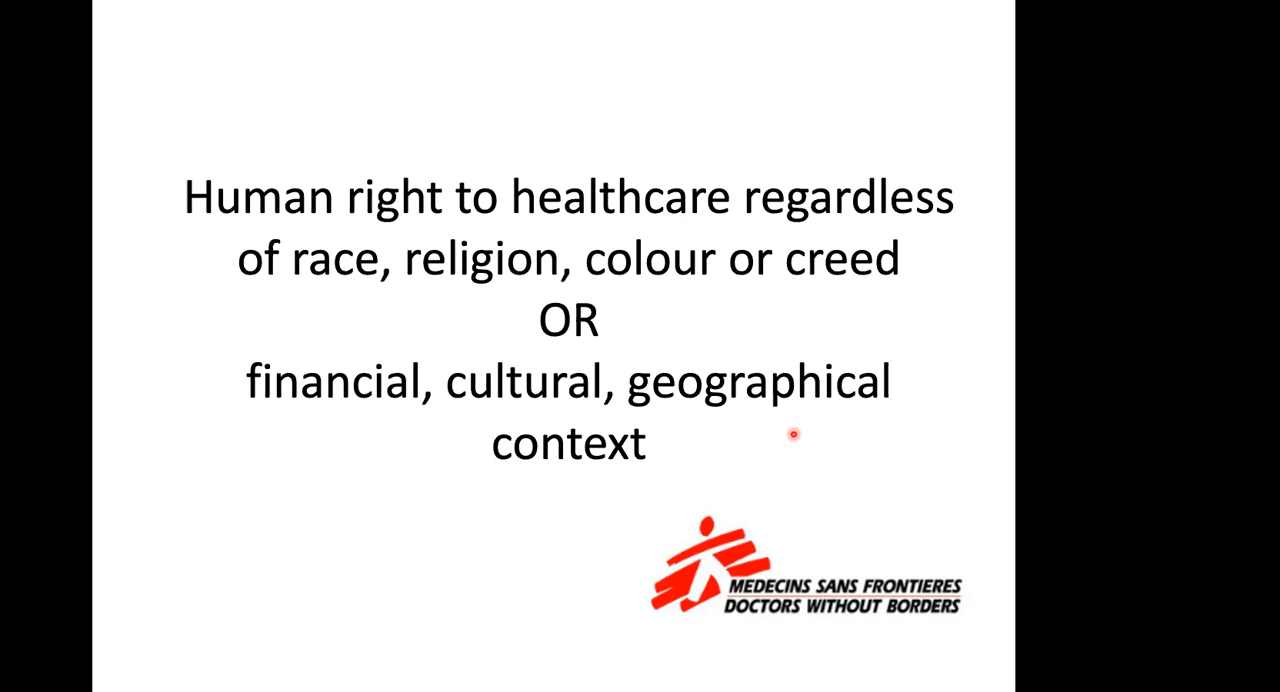 Human right to healthcare regardless
of race, religion, colour or creed
OR
financial, cultural, geographical
context
MEDECINS SANS FRONTIERES
DOCTORS WITHOUT BORDERS